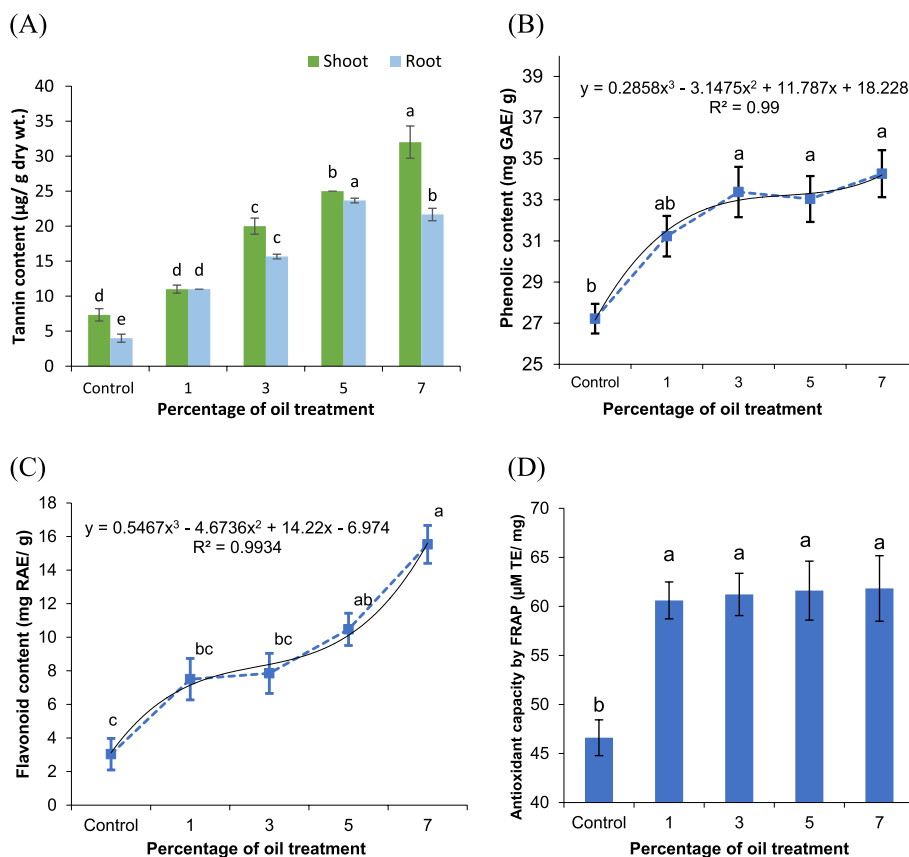 (A)
Shoot Root
Tannin content (µg/ g dry wt.)
40
35
30
25
20
15
10
5
0
d
e
d
d
c
c
b
a
a
b
Control 1 3 5 7
Percentage of oil treatment
(B)
Phenolic content (mg GAE/ g)
39
37
35
33
31
29
27
25
y = 0.2858x³ - 3.1475x² + 11.787x + 18.228
R² = 0.99
b
ab
a
a
a
Control 1 3 5 7
Percentage of oil treatment
(C)
Flavonoid content (mg RAE/ g)
18
16
14
12
10
8
6
4
2
0
y = 0.5467x³ - 4.6736x² + 14.22x - 6.974
R² = 0.9934
c
bc
bc
ab
a
Control 1 3 5 7
Percentage of oil treatment
(D)
Antioxidant capacity by FRAP (µM TE/ mg)
70
65
60
55
50
45
40
b
a
a
a
a
Control 1 3 5 7
Percentage of oil treatment